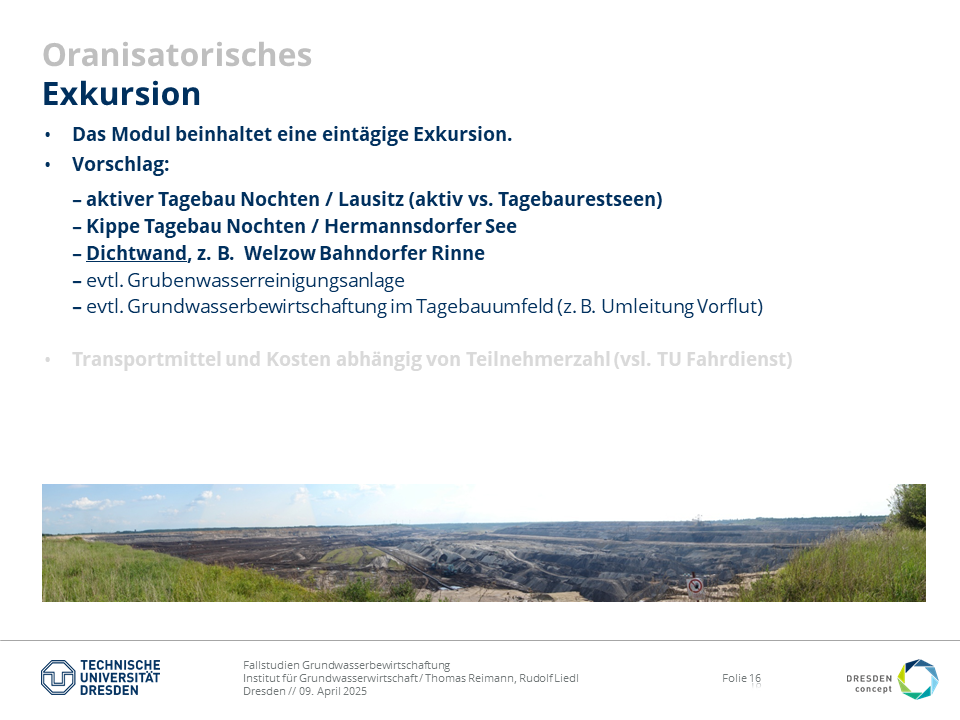 Oranisatorisches
Exkursion
• Das Modul beinhaltet eine eintägige Exkursion.
• Vorschlag:
– aktiver Tagebau Nochten / Lausitz (aktiv vs. Tagebaurestseen)
– Kippe Tagebau Nochten / Hermannsdorfer See
– Dichtwand, z. B. Welzow Bahndorfer Rinne
– evtl. Grubenwasserreinigungsanlage
– evtl. Grundwasserbewirtschaftung im Tagebauumfeld (z. B. Umleitung Vorflut)
• Transportmittel und Kosten abhängig von Teilnehmerzahl (vsl. TU Fahrdienst)
TECHNISCHE
UNIVERSITÄT
DRESDEN
Fallstudien Grundwasserbewirtschaftung
Institut für Grundwasserwirtschaft / Thomas Reimann, Rudolf Liedl
Dresden // 09. April 2025
Folie 16
DRESDEN
concept